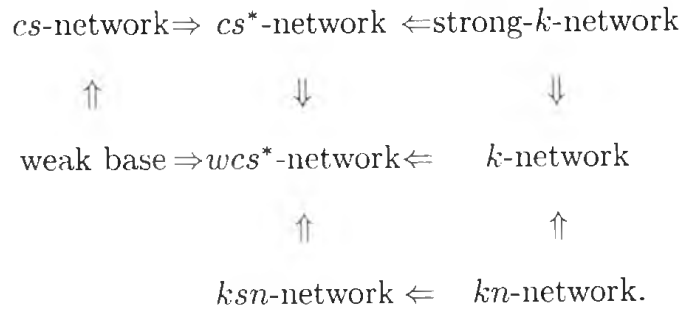 cs-network⇒ cs*-network ⇐strong-k-network
⇑ ⇓ ⇓
weak base⇒wcs*-network⇐ k-network
⇑ ⇑
ksn-network ⇐ kn-network.